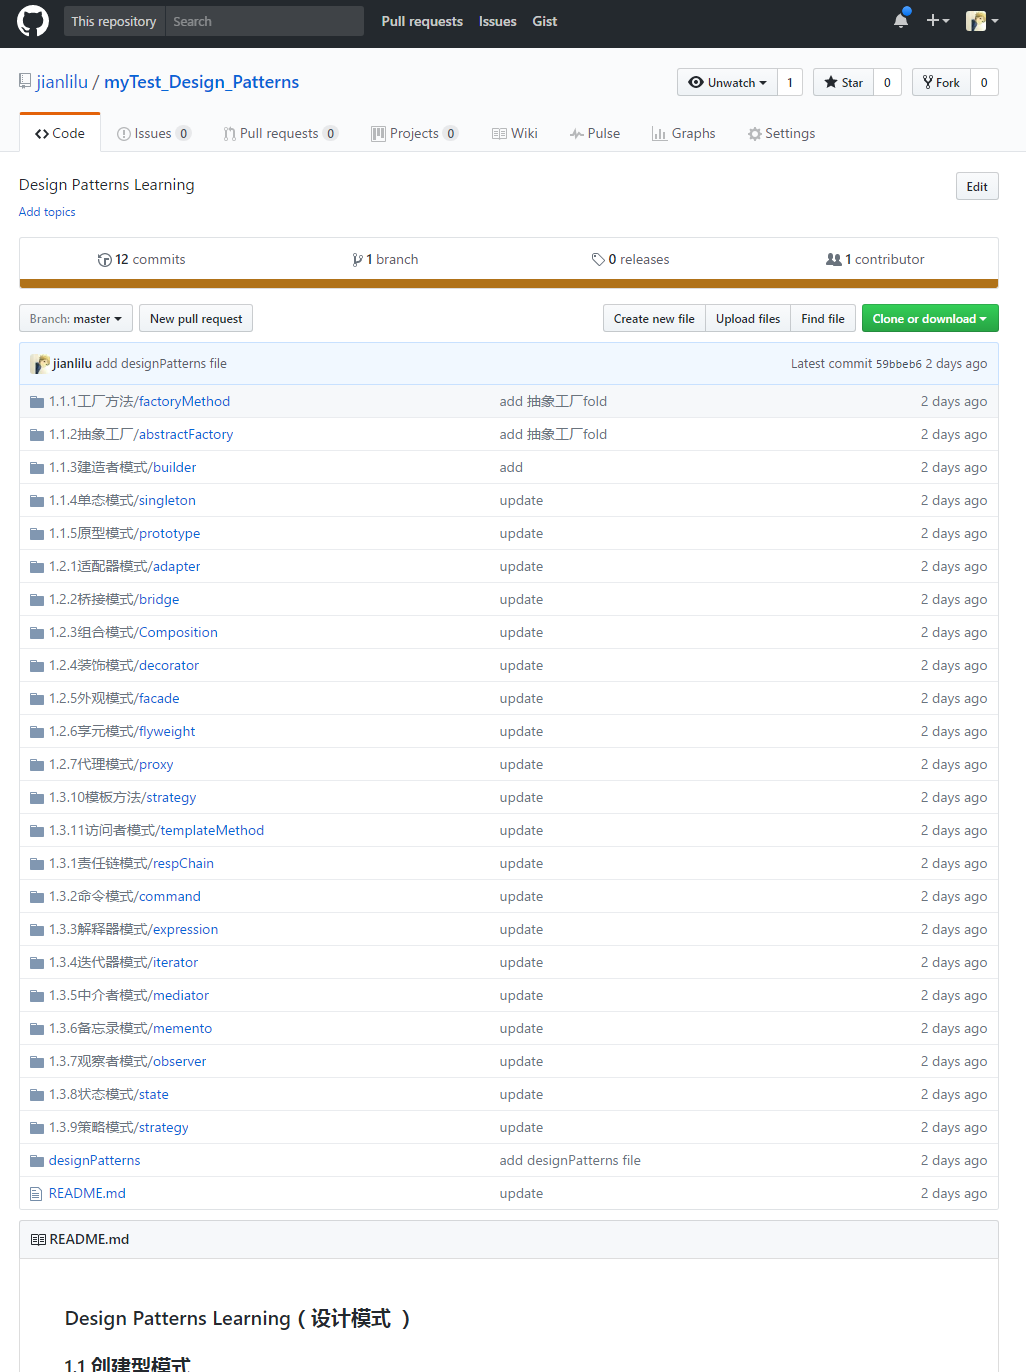 This repository Search Pull requests Issues Gist
jianlilu / myTest_Design_Patterns Unwatch 1 Star 0 Fork 0
Code Issues 0 Pull requests 0 Projects 0 Wiki Pulse Graphs Settings
Design Patterns Learning Edit
Add topics
12 commits 1 branch 0 releases 1 contributor
Branch: master New pull request Create new file Upload files Find file Clone or download
jianlilu add designPatterns file Latest commit 59bbeb6 2 days ago
1.1.1工厂方法/factoryMethod add 抽象工厂fold 2 days ago
1.1.2抽象工厂/abstractFactory add 抽象工厂fold 2 days ago
1.1.3建造者模式/builder add 2 days ago
1.1.4单态模式/singleton update 2 days ago
1.1.5原型模式/prototype update 2 days ago
1.2.1适配器模式/adapter update 2 days ago
1.2.2桥接模式/bridge update 2 days ago
1.2.3组合模式/Composition update 2 days ago
1.2.4装饰模式/decorator update 2 days ago
1.2.5外观模式/facade update 2 days ago
1.2.6享元模式/flyweight update 2 days ago
1.2.7代理模式/proxy update 2 days ago
1.3.10模板方法/strategy update 2 days ago
1.3.11访问者模式/templateMethod update 2 days ago
1.3.1责任链模式/respChain update 2 days ago
1.3.2命令模式/command update 2 days ago
1.3.3解释器模式/expression update 2 days ago
1.3.4迭代器模式/iterator update 2 days ago
1.3.5中介者模式/mediator update 2 days ago
1.3.6备忘录模式/memento update 2 days ago
1.3.7观察者模式/observer update 2 days ago
1.3.8状态模式/state update 2 days ago
1.3.9策略模式/strategy update 2 days ago
designPatterns add designPatterns file 2 days ago
README.md update 2 days ago
README.md
Design Patterns Learning ( 设计模式 )
1.1 创建型模式